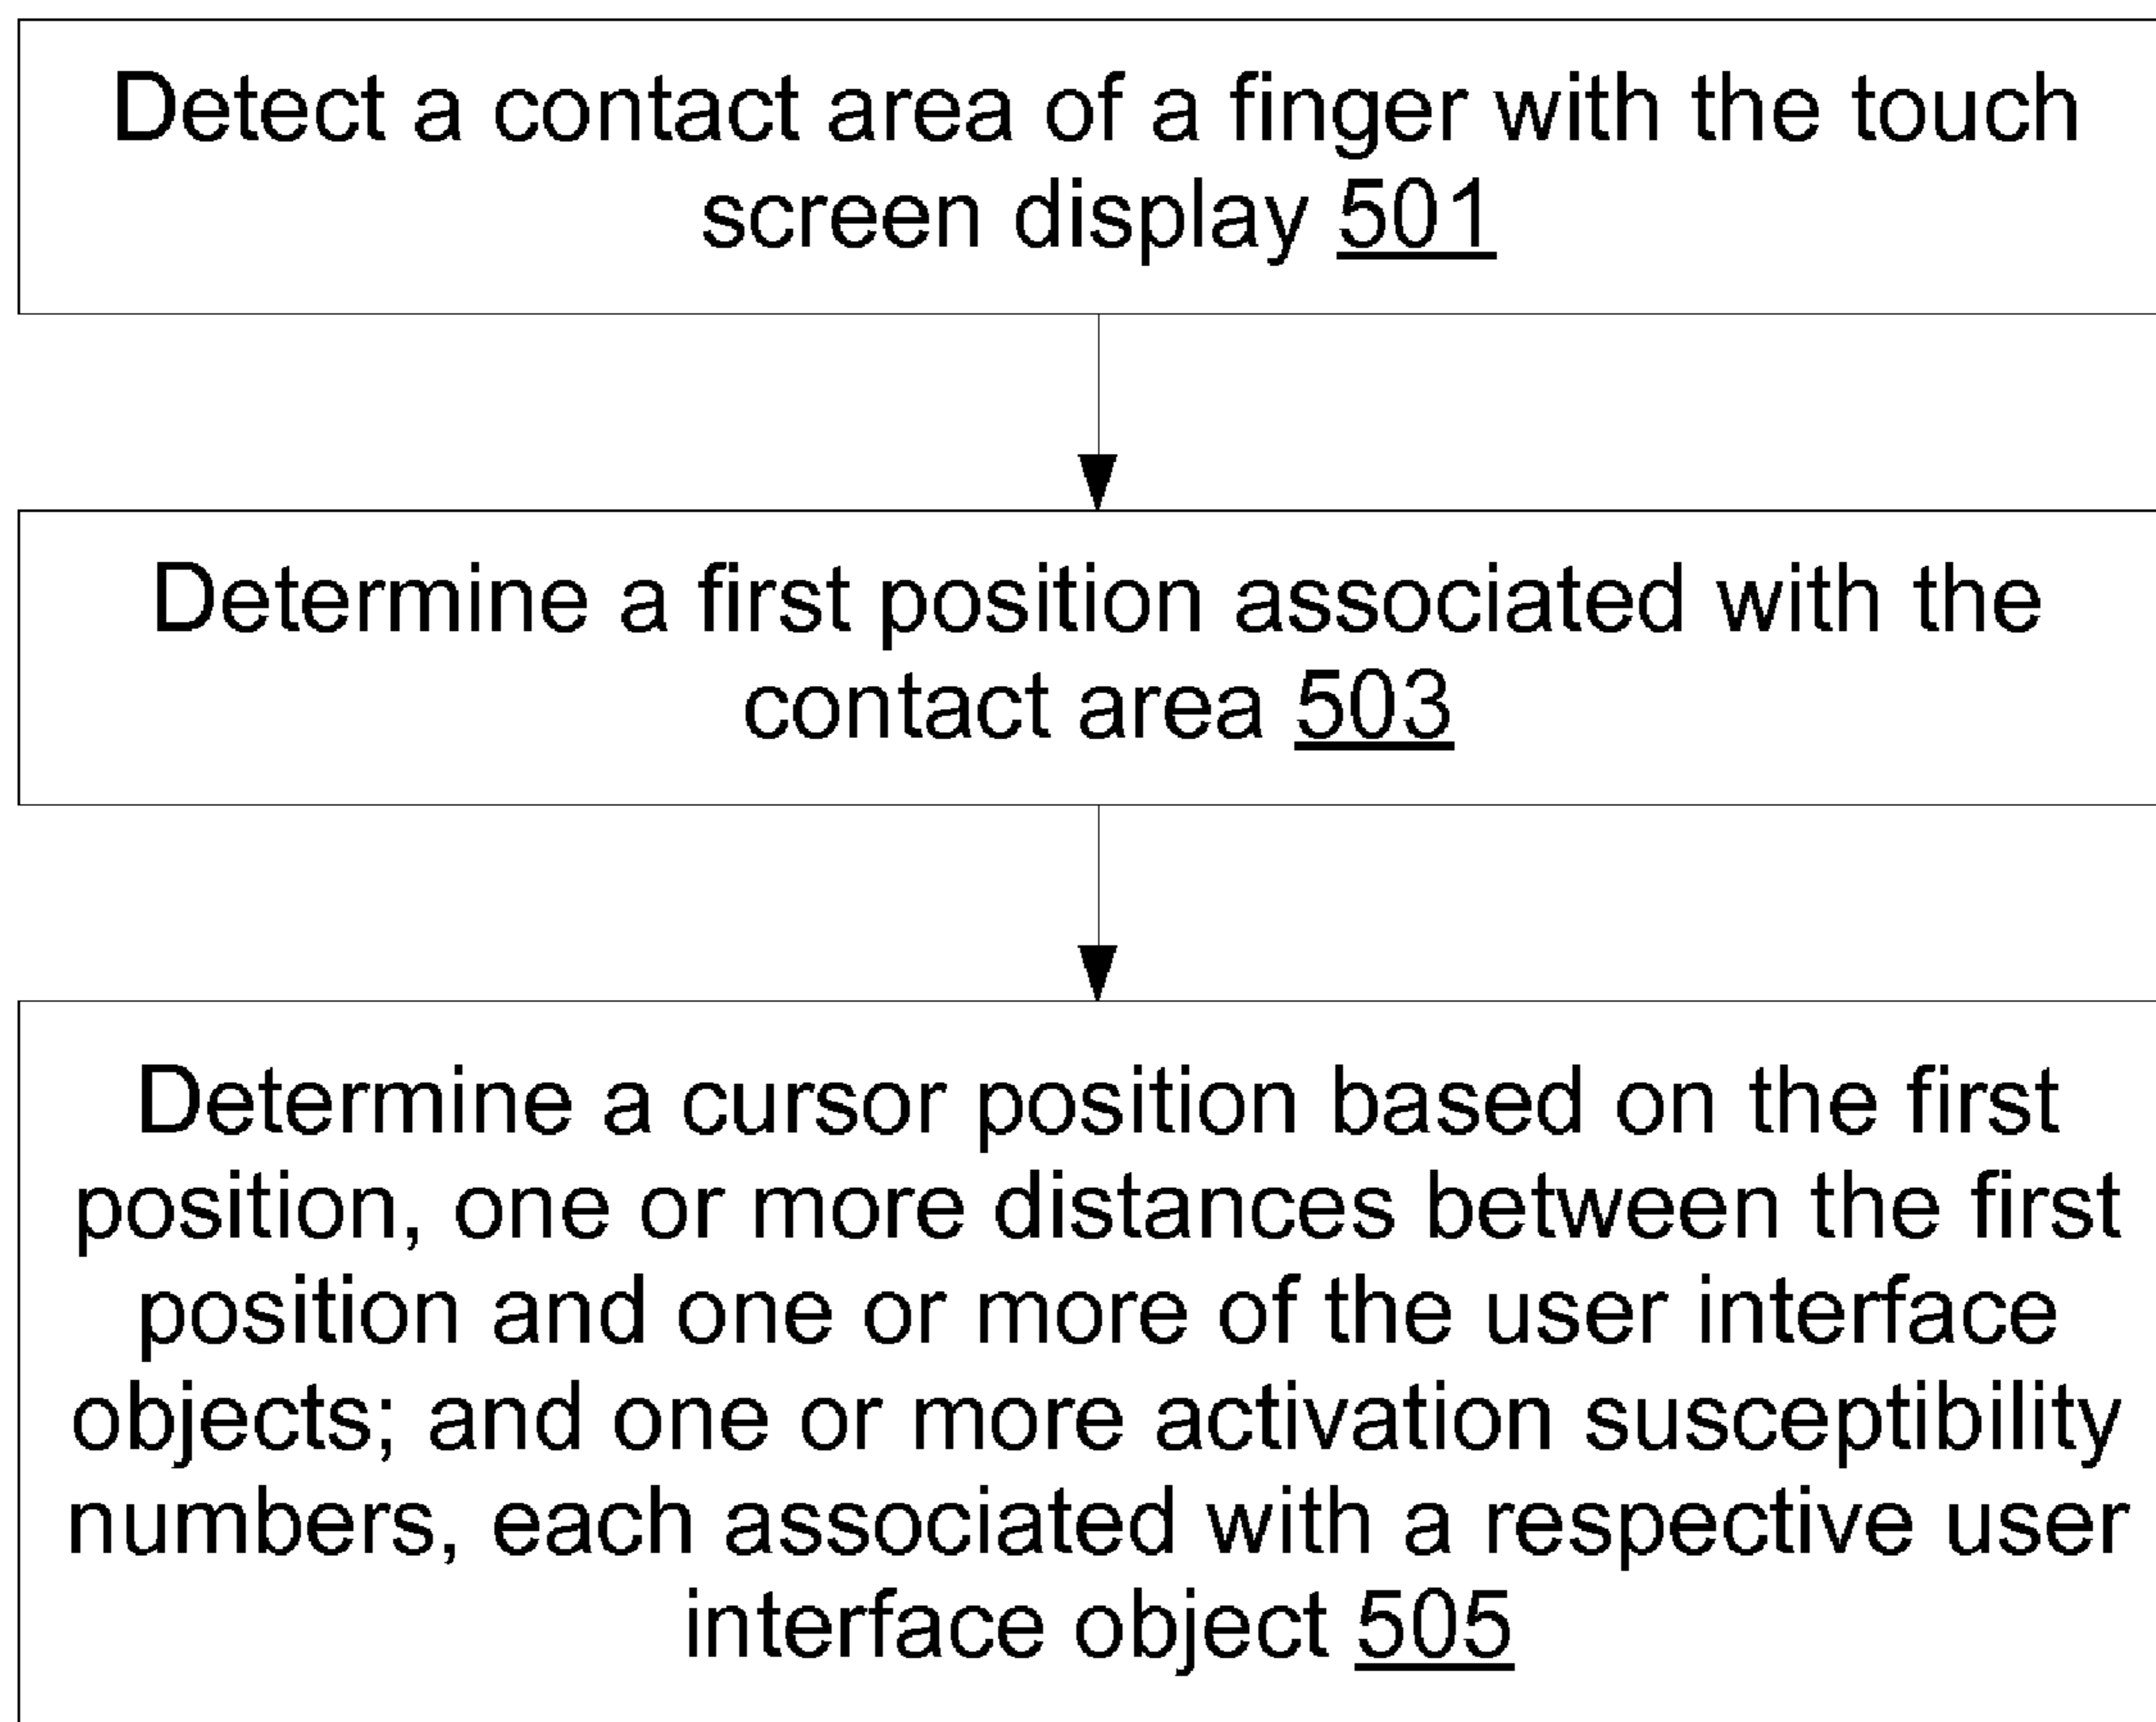 Detect a contact area of a finger with the touch
screen display 501
Determine a first position associated with the
contact area 503
Determine a cursor position based on the first
position, one or more distances between the first
position and one or more of the user interface
objects; and one or more activation susceptibility
numbers, each associated with a respective user
interface object 505